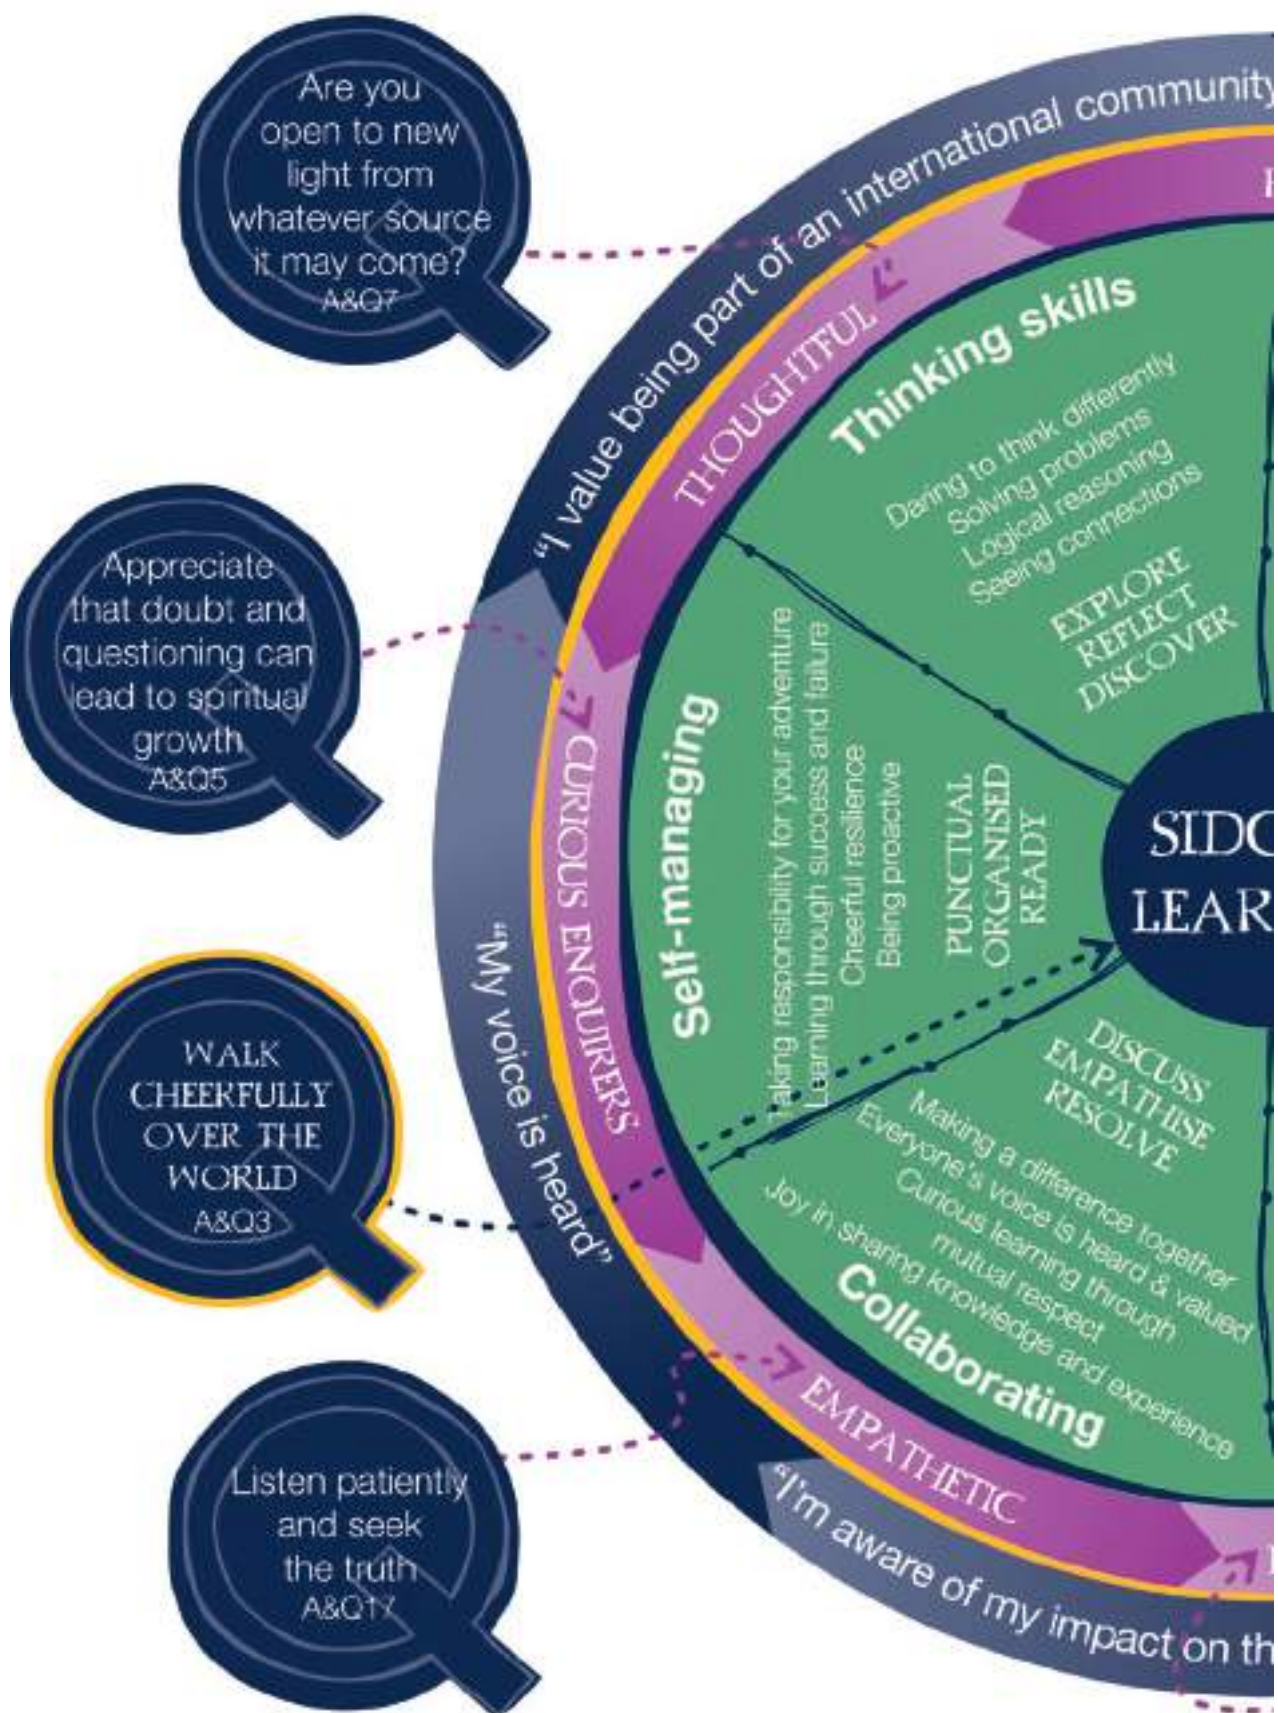 Are you
open to new
light from
whatever source
it may come?
A&Q7
Appreciate
that doubt and
questioning can
lead to spiritual
growth
A&Q5
WALK
CHEERFULLY
OVER THE
WORLD
A&Q3
Listen patiently
and seek
the truth
A&Q17
"I value being part of an international community
"My voice is heard"
"I'm aware of my impact on th
THOUGHTFUL
CURIOUS ENQUIRERS
EMPATHETIC
Thinking skills
Daring to think differently
Solving problems
Logical reasoning
Seeing connections
EXPLORE
REFLECT
DISCOVER
Self-managing
Taking responsibility for your adventure
Learning through success and failure
Cheerful resilience
Being proactive
PUNCTUAL
ORGANISED
READY
DISCUSS
EMPATHISE
RESOLVE
Making a difference together
Everyone's voice is heard & valued
Curious learning through
mutual respect
Joy in sharing knowledge and experience
Collaborating
SIDC
LEAR